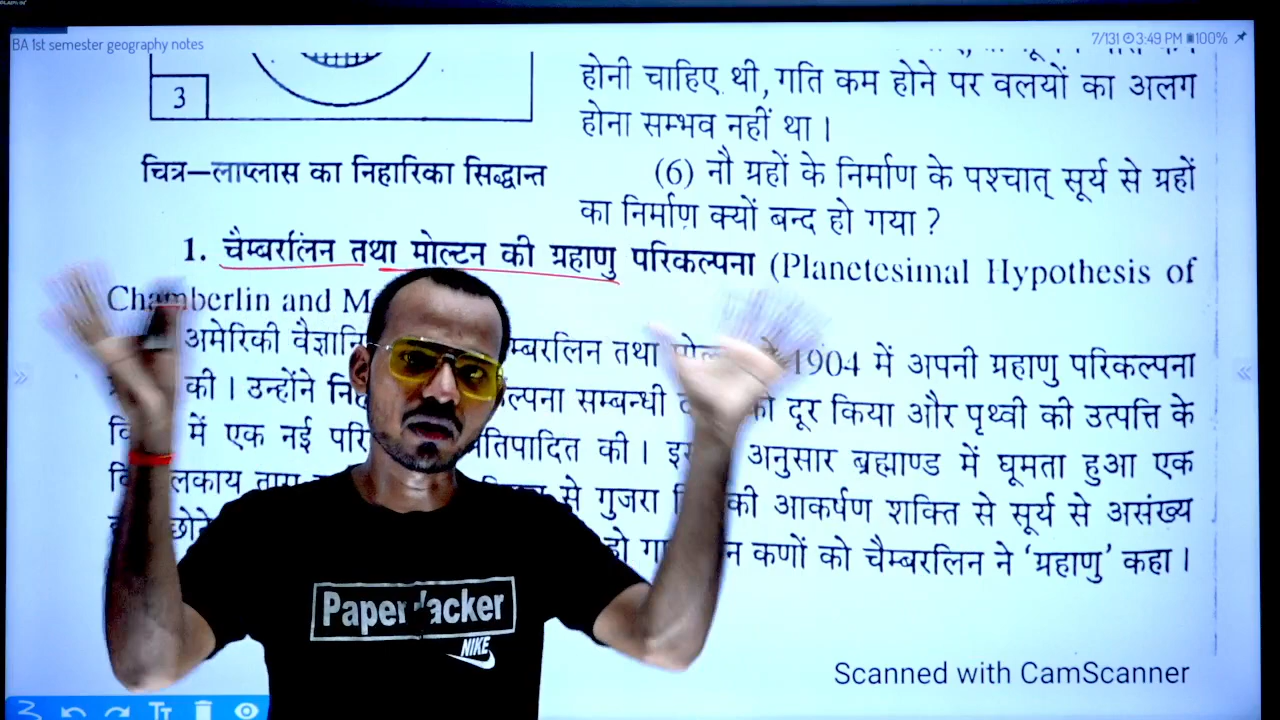 BA 1st semester geography notes
7/131 3:49 PM 100%
3
चित्र–लाप्लास का निहारिका सिद्धान्त
होनी चाहिए थी, गति कम होने पर वलयों का अलग
होना सम्भव नहीं था।
(6) नौ ग्रहों के निर्माण के पश्चात् सूर्य से ग्रहों
का निर्माण क्यों बन्द हो गया ?
1. चैम्बरलिन तथा मोल्टन की ग्रहाणु परिकल्पना (Planetesimal Hypothesis of
Chamberlin and M
अमेरिकी म्बरलिन तथा 1904 में अपनी ग्रहाणु परिकल्पना
की। उन्होंने सम्बन्धी को दूर किया और पृथ्वी की उत्पत्ति के
में एक नई की। अनुसार ब्रह्माण्ड में घूमता हुआ एक
से गुजरा की आकर्षण शक्ति से सूर्य से असंख्य
हो कणों को चैम्बरलिन ने ‘ग्रहाणु’ कहा।
Scanned with CamScanner
Paper Jacker
NIKE